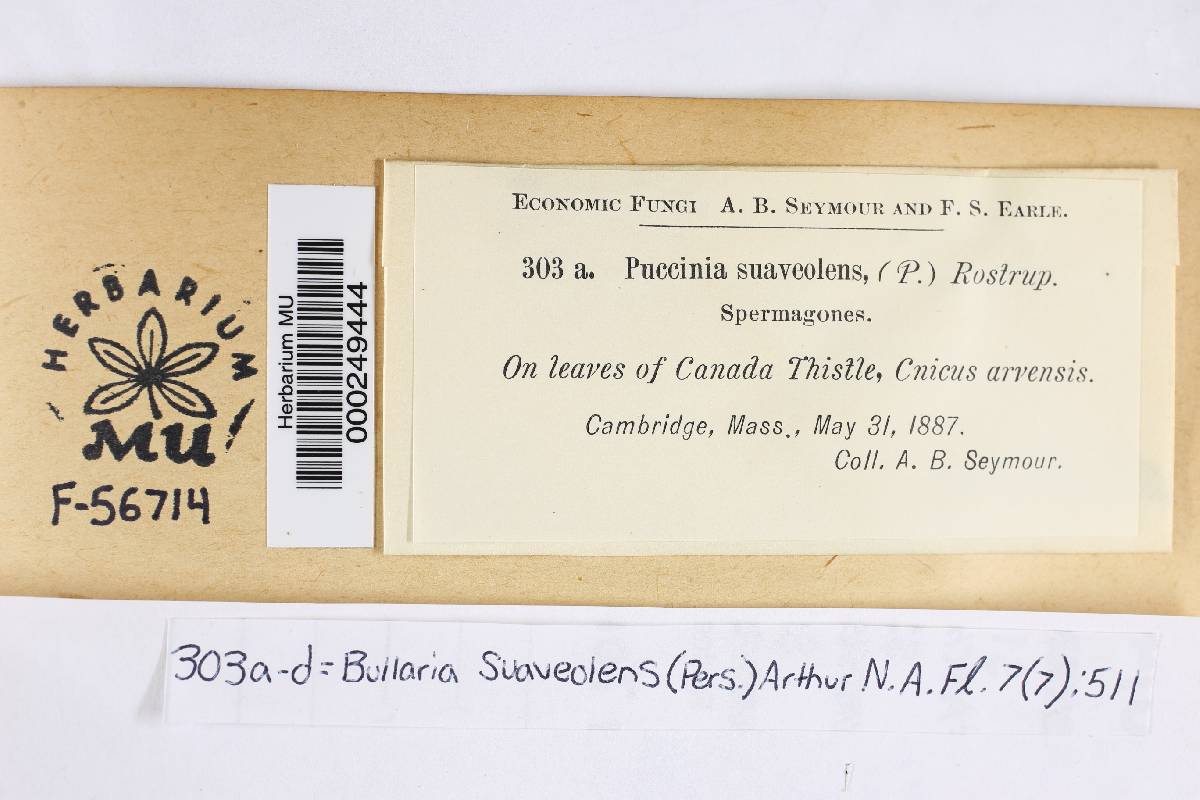 HERBARIUM
MU
F-56714
Herbarium MU
000249444
ECONOMIC FUNGI A. B. SEYMOUR AND F. S. EARLE.
303 a. Puccinia suaveolens, (P.) Rostrup.
Spermagones.
On leaves of Canada Thistle, Cnicus arvensis.
Cambridge, Mass., May 31, 1887.
Coll. A. B. Seymour.
303a-d = Bullaria Suaveolens (Pers.) Arthur N.A.Fl. 7(7):511